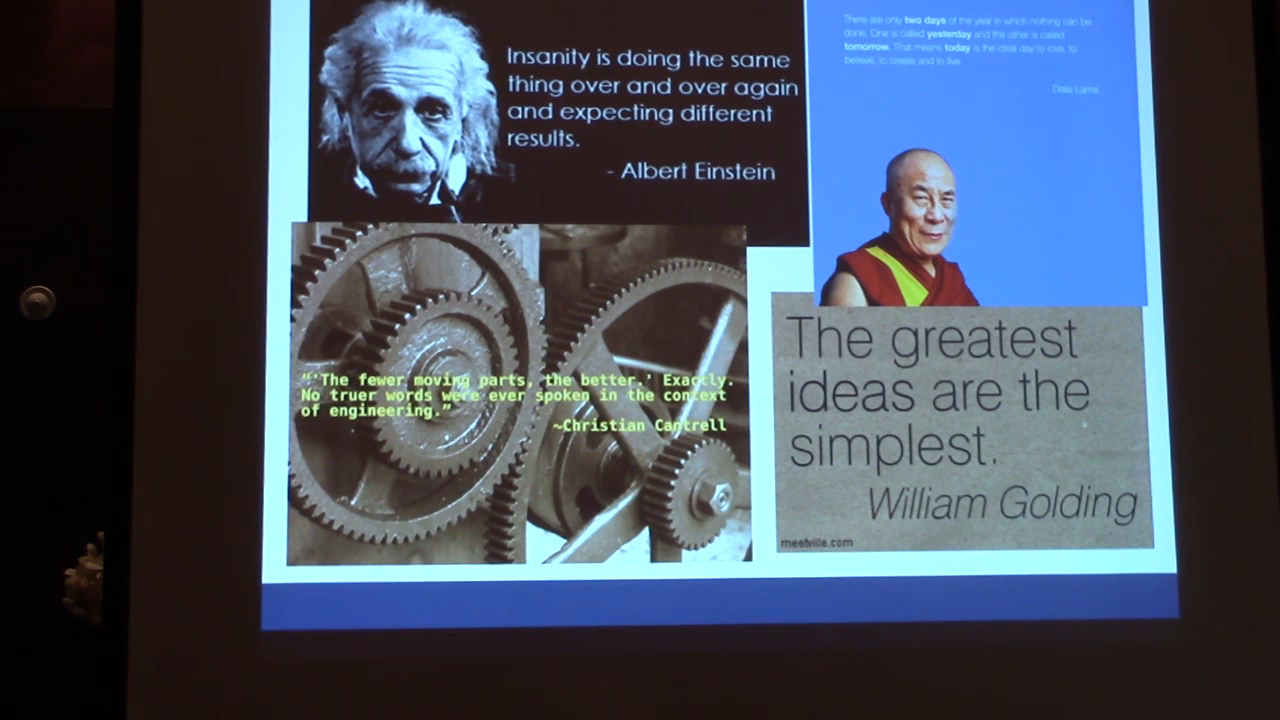 Insanity is doing the same
thing over and over again
and expecting different
results.
- Albert Einstein
There are only two days of the year in which nothing can be
done. One is called yesterday and the other is called
tomorrow. That means today is the ideal day to love, to
believe, to create and to live.
- Dalai Lama
"'The fewer moving parts, the better.' Exactly.
No truer words were ever spoken in the context
of engineering."
~Christian Cantrell
The greatest
ideas are the
simplest.
William Golding
meetville.com